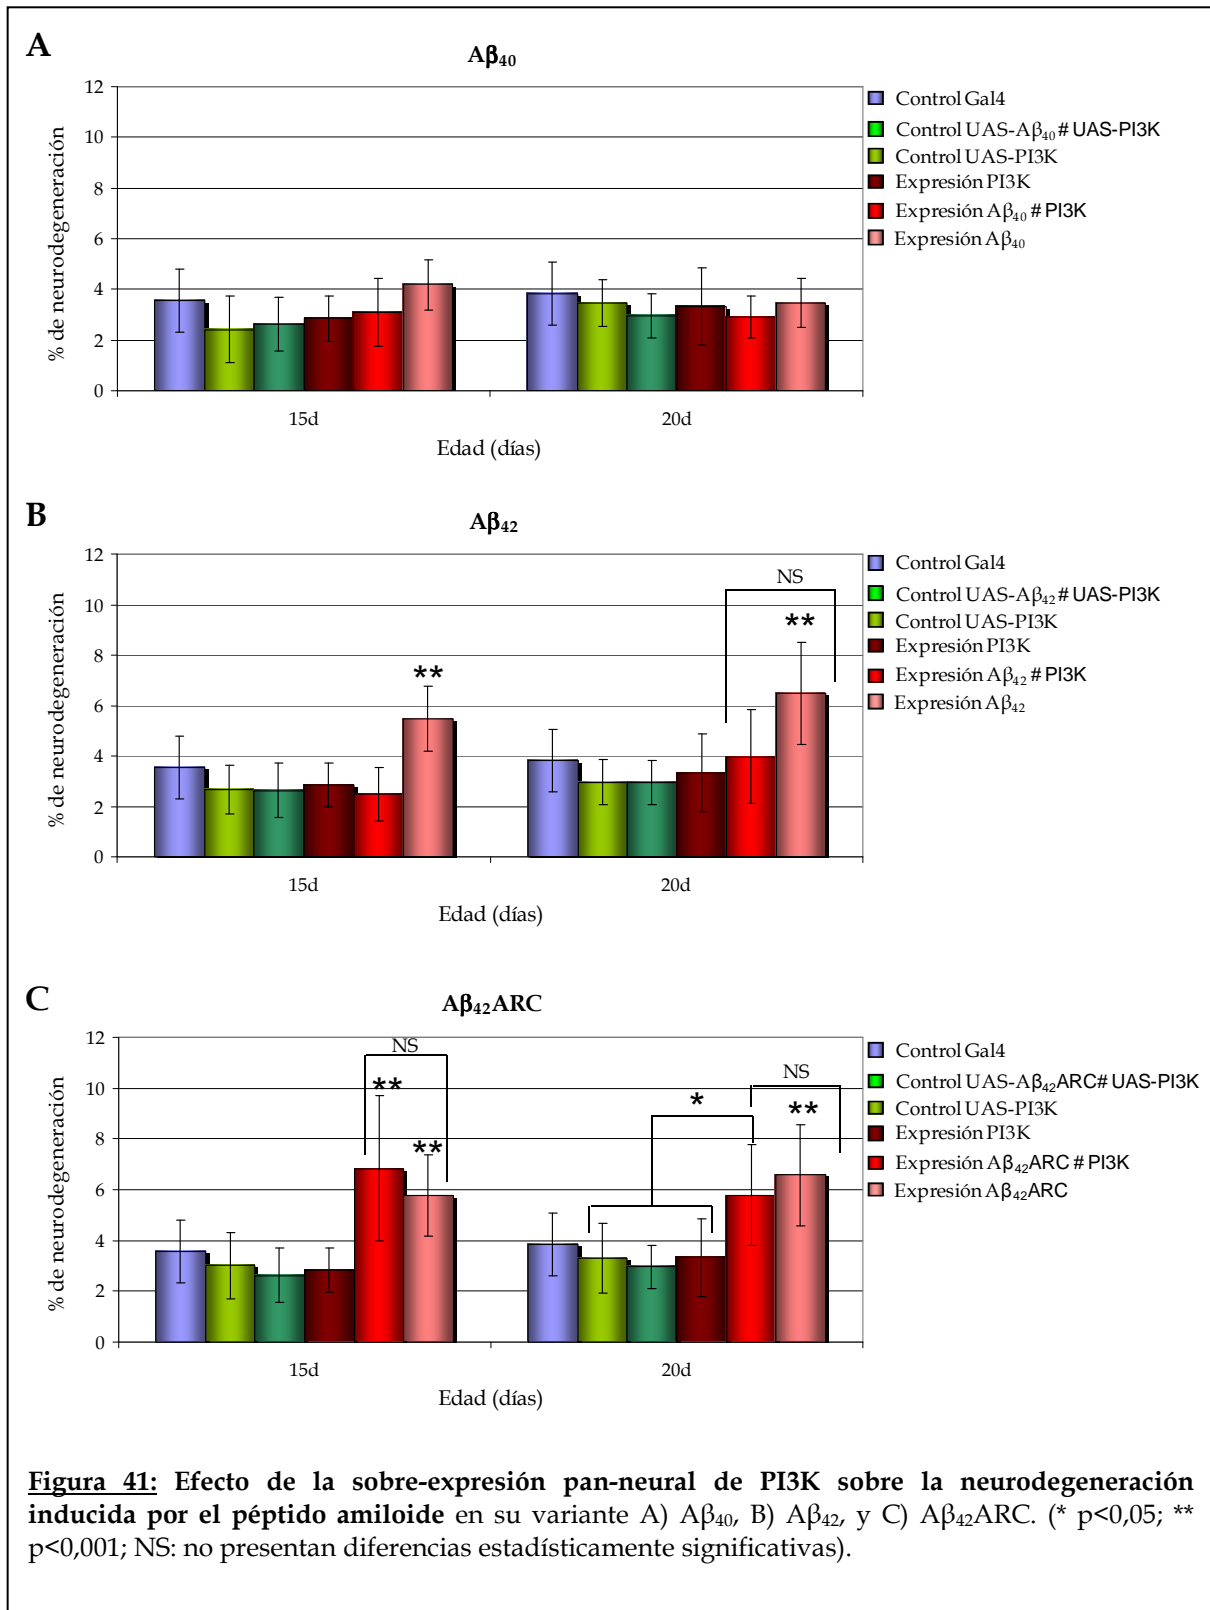 A
Aβ40
% de neurodegeneración
12
10
8
6
4
2
0
15d
20d
Edad (días)
Control Gal4
Control UAS-Aβ40 # UAS-PI3K
Control UAS-PI3K
Expresión PI3K
Expresión Aβ40 # PI3K
Expresión Aβ40
B
Aβ42
% de neurodegeneración
12
10
8
6
4
2
0
**
NS
**
15d
20d
Edad (días)
Control Gal4
Control UAS-Aβ42 # UAS-PI3K
Control UAS-PI3K
Expresión PI3K
Expresión Aβ42 # PI3K
Expresión Aβ42
C
Aβ42ARC
% de neurodegeneración
12
10
8
6
4
2
0
NS
**
**
*
NS
**
15d
20d
Edad (días)
Control Gal4
Control UAS-Aβ42ARC# UAS-PI3K
Control UAS-PI3K
Expresión PI3K
Expresión Aβ42ARC # PI3K
Expresión Aβ42ARC
Figura 41: Efecto de la sobre-expresión pan-neural de PI3K sobre la neurodegeneración
inducida por el péptido amiloide en su variante A) Aβ40, B) Aβ42, y C) Aβ42ARC. (* p<0,05; **
p<0,001; NS: no presentan diferencias estadísticamente significativas).